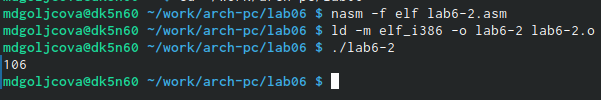 mdgoljcova@dk5n60 ~/work/arch-pc/lab06 $ nasm -f elf lab6-2.asm
mdgoljcova@dk5n60 ~/work/arch-pc/lab06 $ ld -m elf_i386 -o lab6-2 lab6-2.o
mdgoljcova@dk5n60 ~/work/arch-pc/lab06 $ ./lab6-2
106
mdgoljcova@dk5n60 ~/work/arch-pc/lab06 $